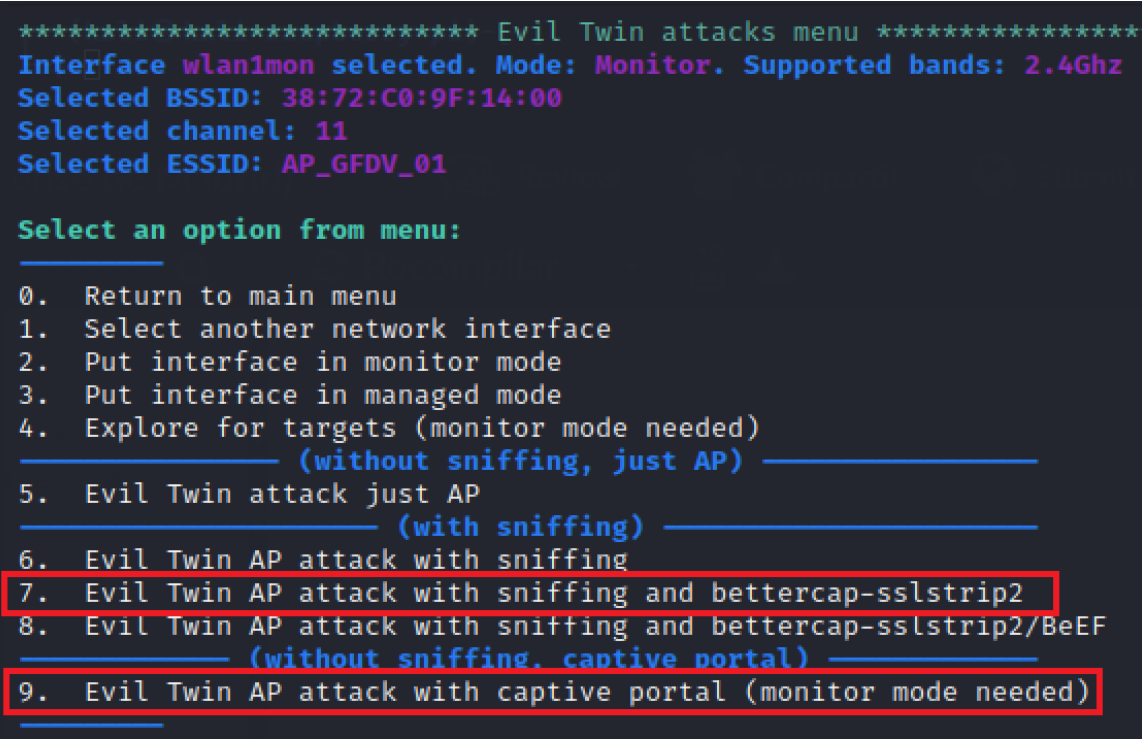 **************************** Evil Twin attacks menu ****************
Interface wlan1mon selected. Mode: Monitor. Supported bands: 2.4Ghz
Selected BSSID: 38:72:C0:9F:14:00
Selected channel: 11
Selected ESSID: AP_GFDV_01
Select an option from menu:
0. Return to main menu
1. Select another network interface
2. Put interface in monitor mode
3. Put interface in managed mode
4. Explore for targets (monitor mode needed)
(without sniffing, just AP)
5. Evil Twin attack just AP
(with sniffing)
6. Evil Twin AP attack with sniffing
7. Evil Twin AP attack with sniffing and bettercap-sslstrip2
8. Evil Twin AP attack with sniffing and bettercap-sslstrip2/BeEF
(without sniffing, captive portal)
9. Evil Twin AP attack with captive portal (monitor mode needed)